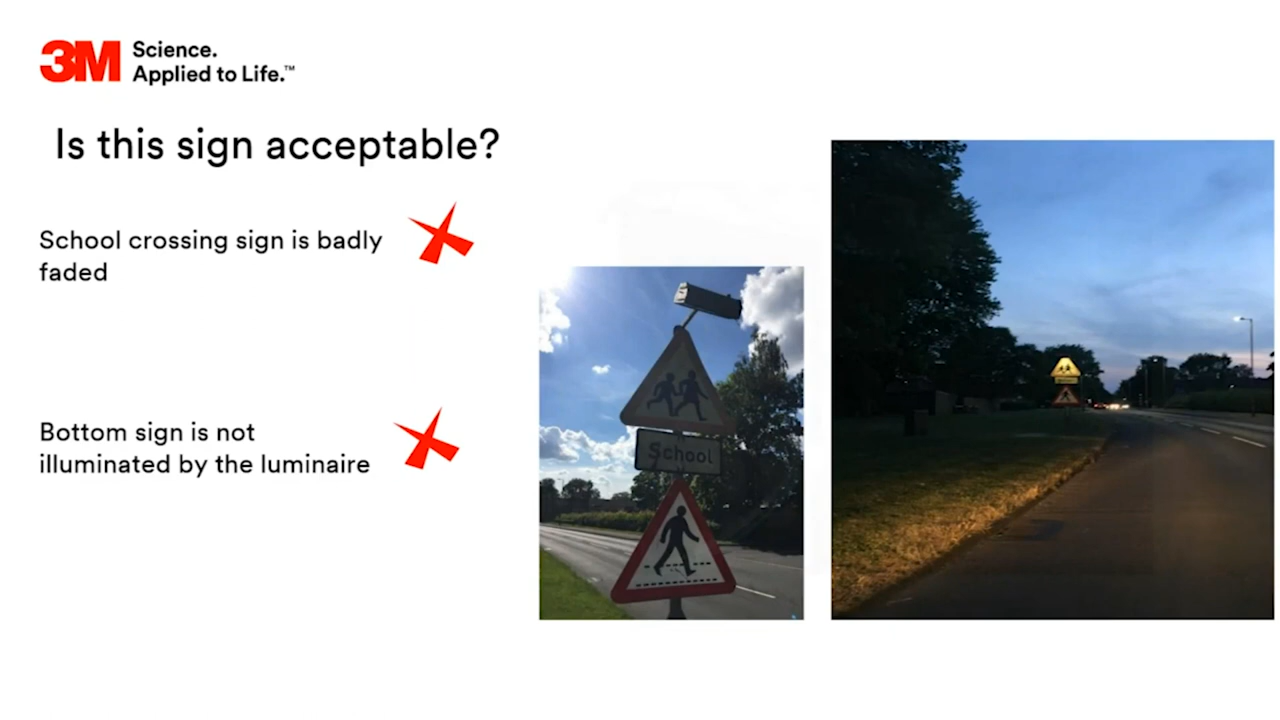 3M Science.
Applied to Life.™
Is this sign acceptable?
School crossing sign is badly
faded
Bottom sign is not
illuminated by the luminaire
School